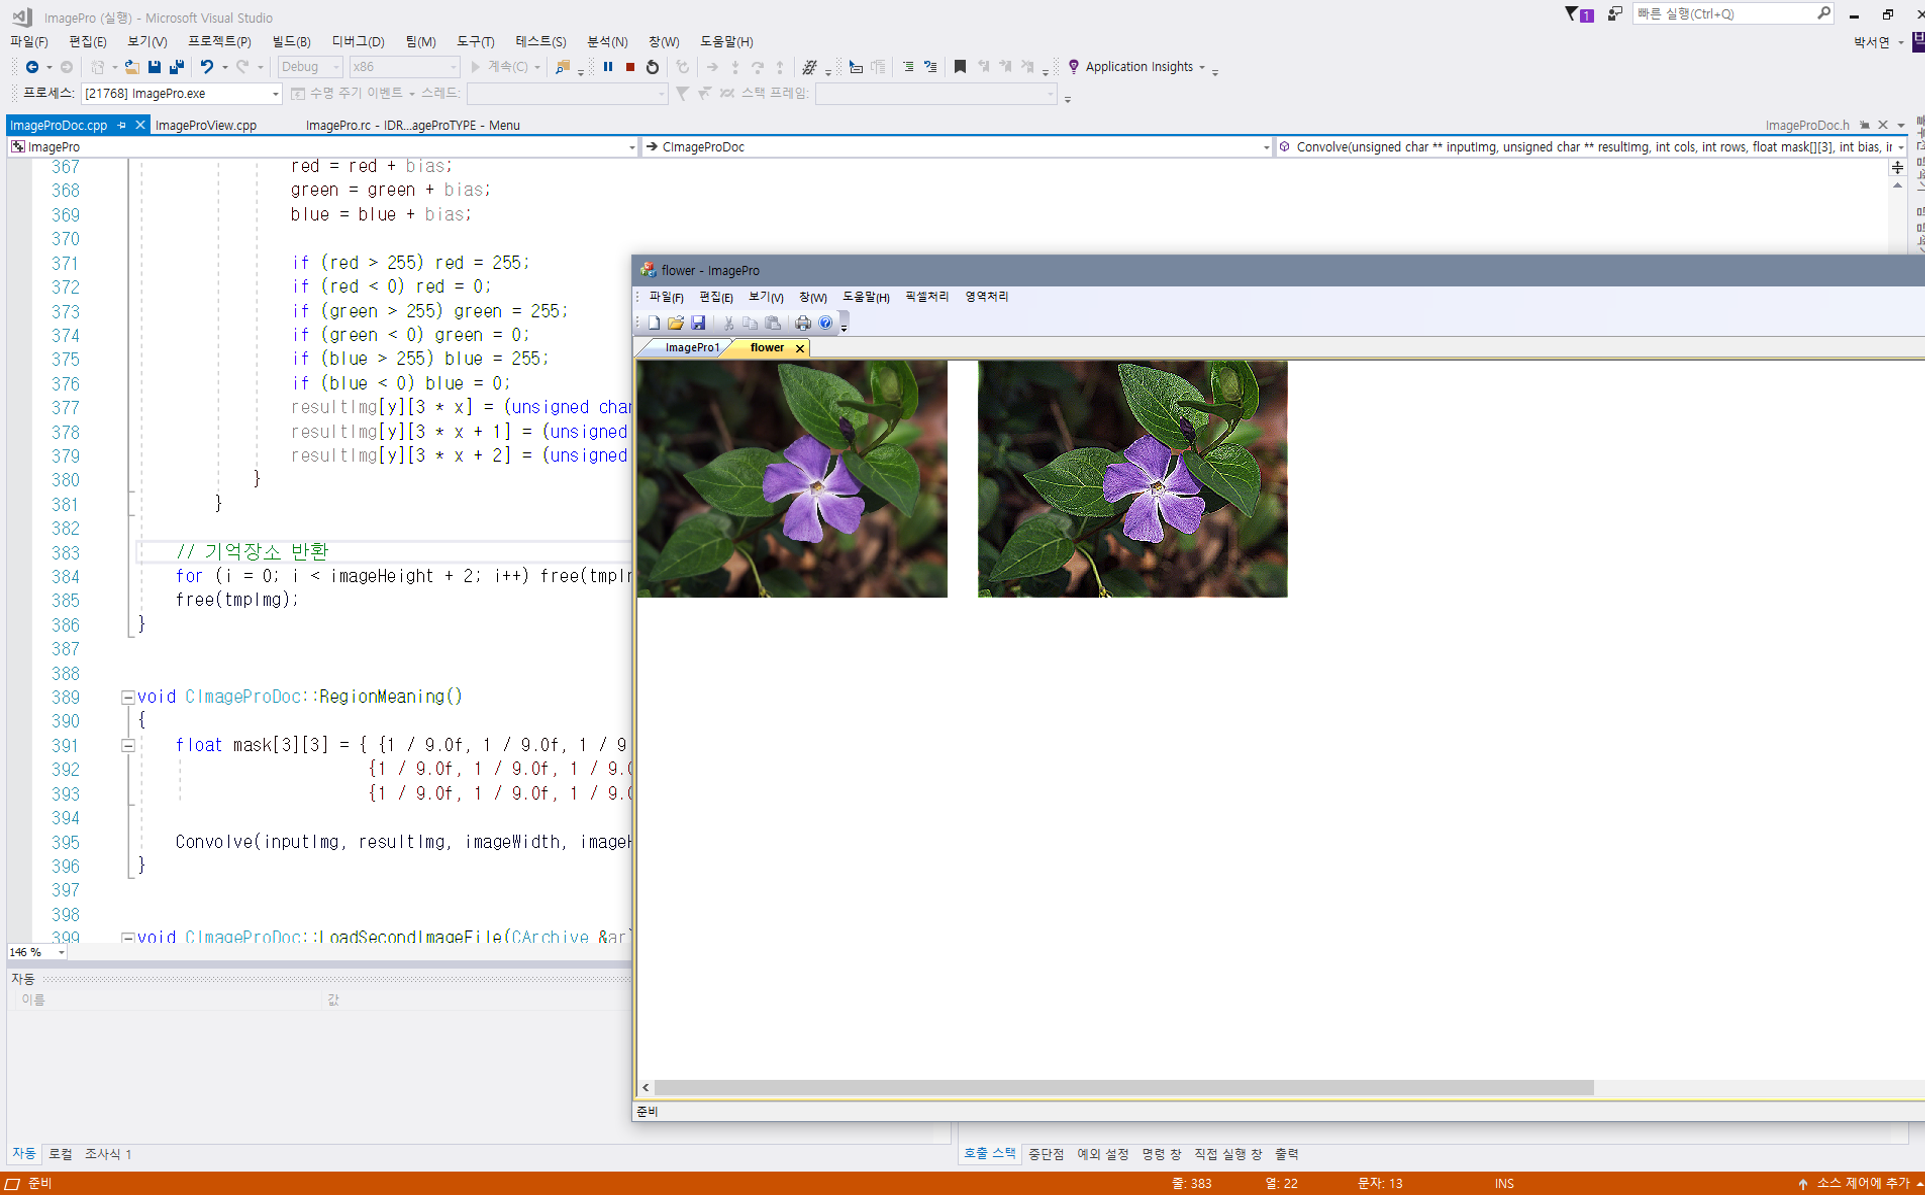 ImagePro (실행) - Microsoft Visual Studio
1
빠른 실행(Ctrl+Q)
파일(F) 편집(E) 보기(V) 프로젝트(P) 빌드(B) 디버그(D) 팀(M) 도구(T) 테스트(S) 분석(N) 창(W) 도움말(H)
박서연
Debug x86 계속(C) Application Insights
프로세스: [21768] ImagePro.exe 수명 주기 이벤트 스레드: 스택 프레임:
ImageProDoc.cpp ImageProView.cpp ImagePro.rc - IDR...ageProTYPE - Menu ImageProDoc.h
ImagePro CImageProDoc Convolve(unsigned char ** inputImg, unsigned char ** resultImg, int cols, int rows, float mask[][3], int bias, ir
367 red = red + bias;
368 green = green + bias;
369 blue = blue + bias;
370
371 if (red > 255) red = 255;
372 if (red < 0) red = 0;
373 if (green > 255) green = 255;
374 if (green < 0) green = 0;
375 if (blue > 255) blue = 255;
376 if (blue < 0) blue = 0;
377 resultImg[y][3 * x] = (unsigned char
378 resultImg[y][3 * x + 1] = (unsigned
379 resultImg[y][3 * x + 2] = (unsigned
380 }
381 }
382
383 // 기억장소 반환
384 for (i = 0; i < imageHeight + 2; i++) free(tmpIm
385 free(tmpImg);
386 }
387
388
389 void CImageProDoc::RegionMeaning()
390 {
391 float mask[3][3] = { {1 / 9.0f, 1 / 9.0f, 1 / 9
392 {1 / 9.0f, 1 / 9.0f, 1 / 9.0
393 {1 / 9.0f, 1 / 9.0f, 1 / 9.0
394
395 Convolve(inputImg, resultImg, imageWidth, imageH
396 }
397
398
399 void CImageProDoc::LoadSecondImageFile(CArchive &ar)
146 %
flower - ImagePro
파일(F) 편집(E) 보기(V) 창(W) 도움말(H) 픽셀처리 영역처리
ImagePro1 flower
준비
자동
이름 값
자동 로컬 조사식 1
호출 스택 중단점 예외 설정 명령 창 직접 실행 창 출력
준비 줄: 383 열: 22 문자: 13 INS 소스 제어에 추가